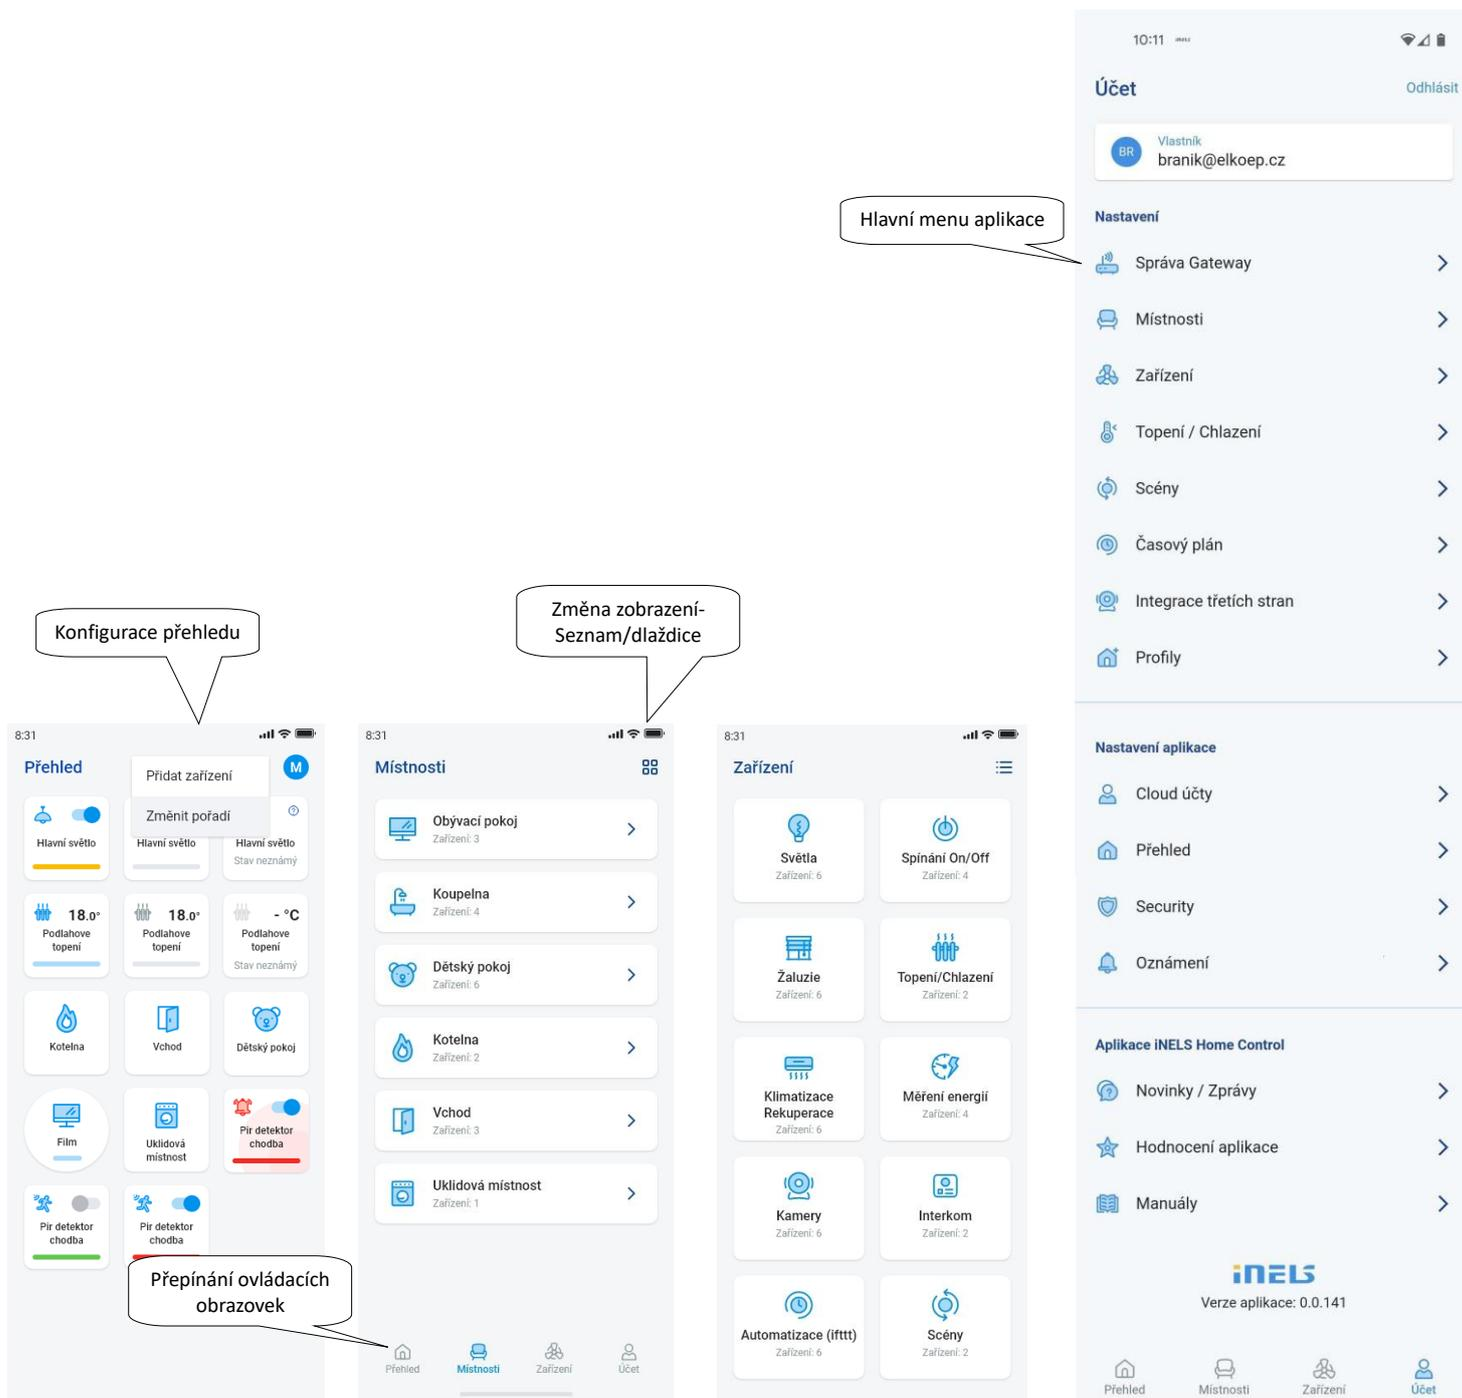 10:11
Účet
Odhlásit
BR
Vlastník
branik@elkoep.cz
Hlavní menu aplikace
Nastavení
Správa Gateway
Místnosti
Zařízení
Topení / Chlazení
Scény
Časový plán
Integrace třetích stran
Profily
Nastavení aplikace
Cloud účty
Přehled
Security
Oznámení
Aplikace iNELS Home Control
Novinky / Zprávy
Hodnocení aplikace
Manuály
iNELS
Verze aplikace: 0.0.141
Přehled
Místnosti
Zařízení
Účet
Konfigurace přehledu
8:31
Přehled
Přidat zařízení
Změnit pořadí
M
Hlavní světlo
Hlavní světlo
Hlavní světlo
Stav neznámý
18.0°
Podlahove
topení
18.0°
Podlahove
topení
- °C
Podlahove
topení
Stav neznámý
Kotelna
Vchod
Dětský pokoj
Film
Uklidová
místnost
Pir detektor
chodba
Pir detektor
chodba
Pir detektor
chodba
Přepínání ovládacích
obrazovek
Změna zobrazení-
Seznam/dlaždice
8:31
Místnosti
Obývací pokoj
Zařízení: 3
Koupelna
Zařízení: 4
Dětský pokoj
Zařízení: 6
Kotelna
Zařízení: 2
Vchod
Zařízení: 3
Uklidová místnost
Zařízení: 1
Přehled
Místnosti
Zařízení
Účet
8:31
Zařízení
Světla
Zařízení: 6
Spínání On/Off
Zařízení: 4
Žaluzie
Zařízení: 6
Topení/Chlazení
Zařízení: 2
Klimatizace
Rekuperace
Zařízení: 6
Měření energií
Zařízení: 4
Kamery
Zařízení: 6
Interkom
Zařízení: 2
Automatizace (ifttt)
Zařízení: 6
Scény
Zařízení: 2